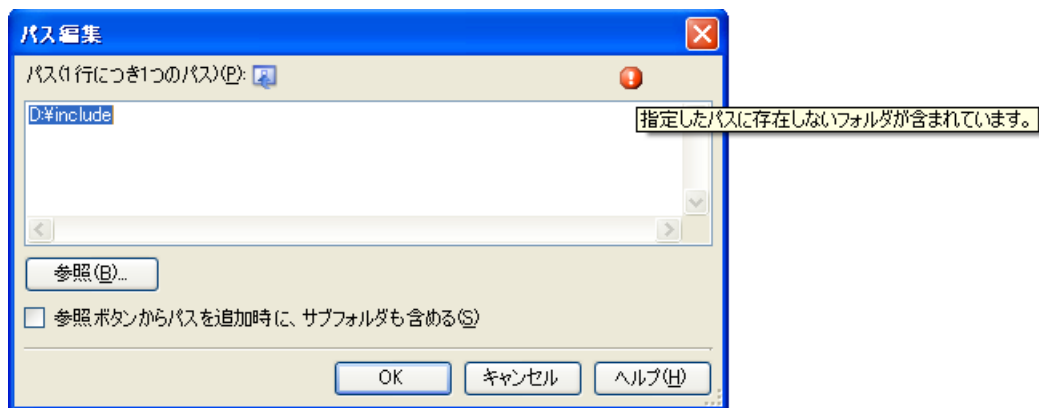 パス編集
パス(1行につき1つのパス)(P):
D:¥include
指定したパスに存在しないフォルダが含まれています。
参照(B)...
参照ボタンからパスを追加時に、サブフォルダも含める(S)
OK キャンセル ヘルプ(H)